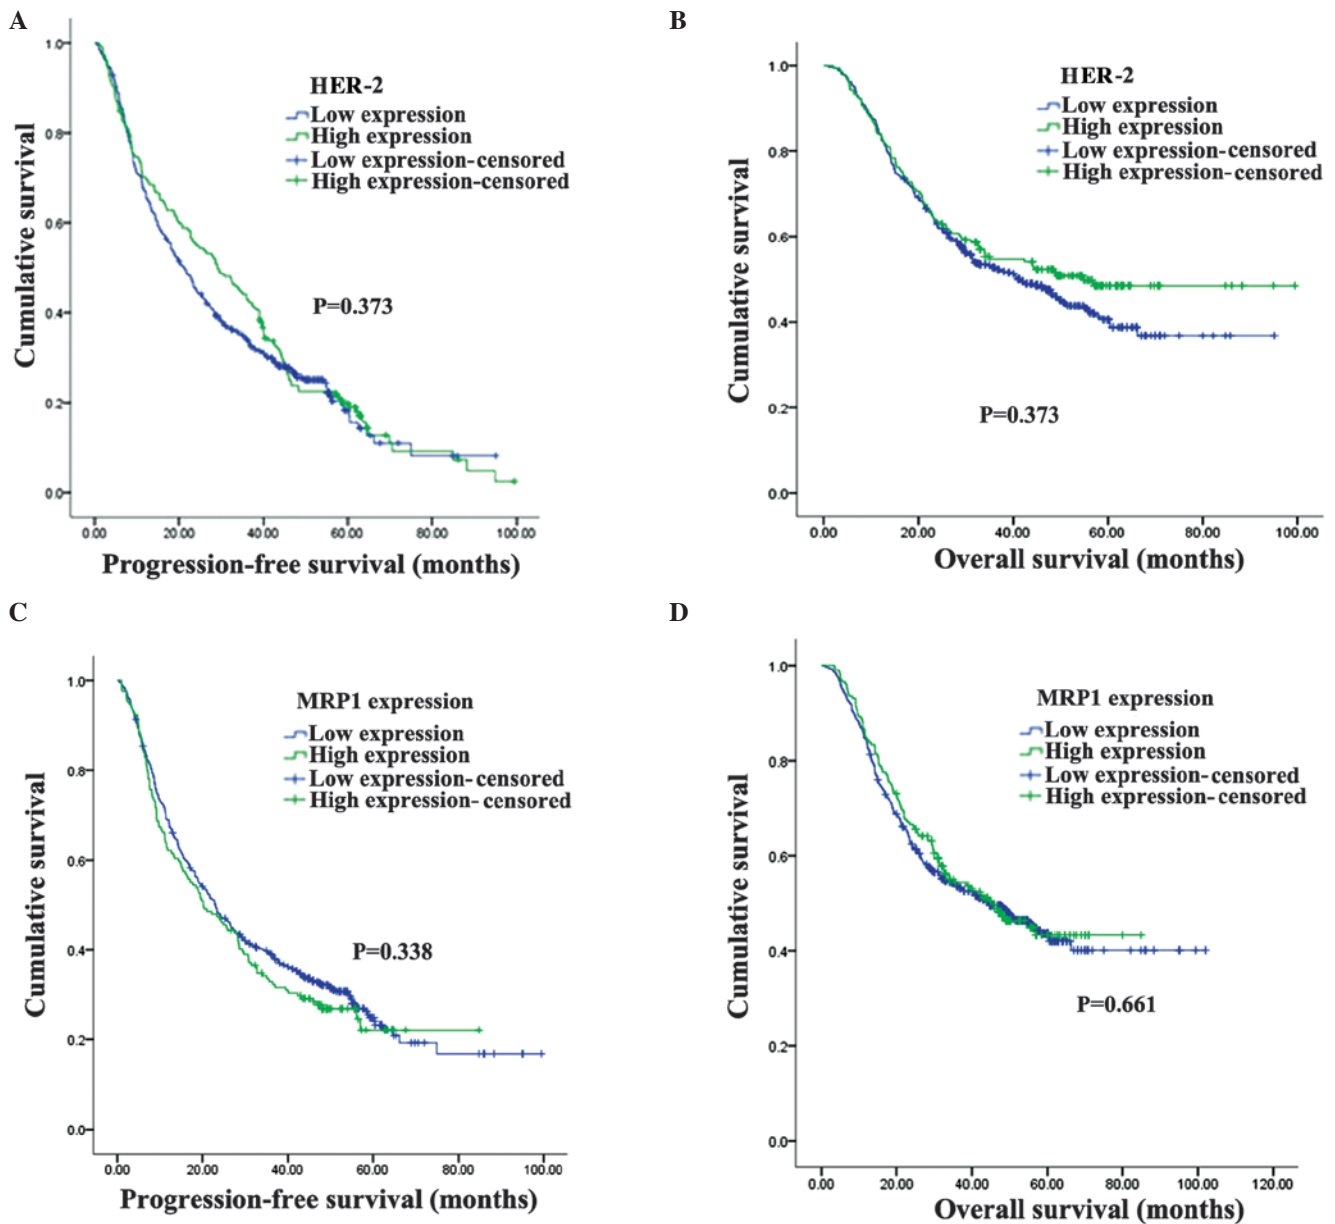 A
HER-2
Low expression
High expression
Low expression-censored
High expression-censored
P=0.373
Cumulative survival
1.0
0.8
0.6
0.4
0.2
0.0
0.00 20.00 40.00 60.00 80.00 100.00
Progression-free survival (months)
B
HER-2
Low expression
High expression
Low expression-censored
High expression-censored
P=0.373
Cumulative survival
1.0
0.8
0.6
0.4
0.2
0.0
0.00 20.00 40.00 60.00 80.00 100.00
Overall survival (months)
C
MRP1 expression
Low expression
High expression
Low expression-censored
High expression-censored
P=0.338
Cumulative survival
1.0
0.8
0.6
0.4
0.2
0.0
0.00 20.00 40.00 60.00 80.00 100.00
Progression-free survival (months)
D
MRP1 expression
Low expression
High expression
Low expression-censored
High expression-censored
P=0.661
Cumulative survival
1.0
0.8
0.6
0.4
0.2
0.0
0.00 20.00 40.00 60.00 80.00 100.00 120.00
Overall survival (months)